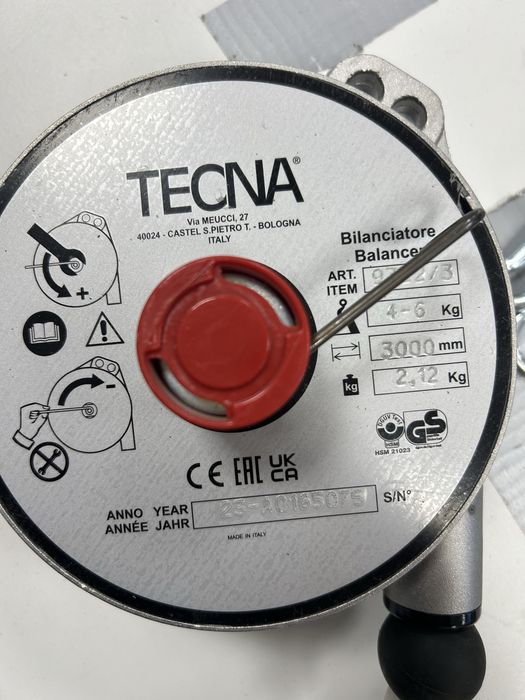 TECNA®
Via MEUCCI, 27
40024 - CASTEL S.PIETRO T. - BOLOGNA
ITALY
Bilanciatore
Balancer
ART.
ITEM
4-6 Kg
3000 mm
kg 2,12 Kg
+
-
GS
HSM 21023
CE EAC UK CA
ANNO YEAR
ANNÉE JAHR
23-AC165075 S/N°
MADE IN ITALY